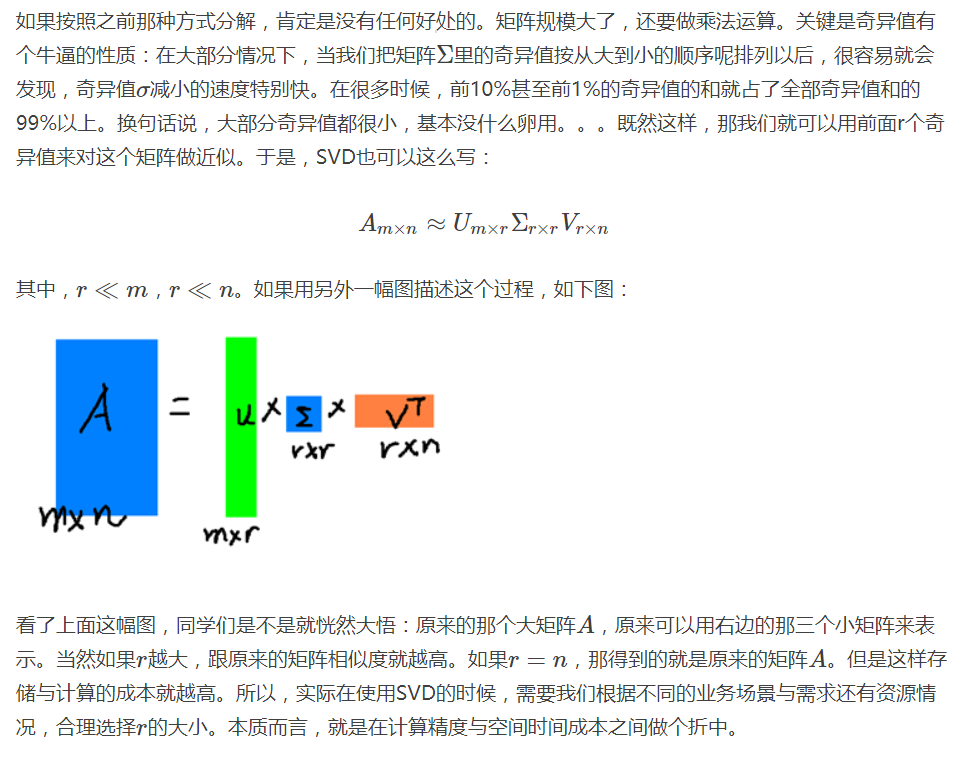 如果按照之前那种方式分解，肯定是没有任何好处的。矩阵规模大了，还要做乘法运算。关键是奇异值有
个牛逼的性质：在大部分情况下，当我们把矩阵Σ里的奇异值按从大到小的顺序呢排列以后，很容易就会
发现，奇异值σ减小的速度特别快。在很多时候，前10%甚至前1%的奇异值的和就占了全部奇异值和的
99%以上。换句话说，大部分奇异值都很小，基本没什么卵用。。。既然这样，那我们就可以用前面r个奇
异值来对这个矩阵做近似。于是，SVD也可以这么写：
A_{m×n} ≈ U_{m×r} Σ_{r×r} V_{r×n}
其中，r ≪ m，r ≪ n。如果用另外一幅图描述这个过程，如下图：
A = U × Σ × V^T
r×r r×n
m×n
m×r
看了上面这幅图，同学们是不是就恍然大悟：原来的那个大矩阵A，原来可以用右边的那三个小矩阵来表
示。当然如果r越大，跟原来的矩阵相似度就越高。如果r = n，那得到的就是原来的矩阵A。但是这样存
储与计算的成本就越高。所以，实际在使用SVD的时候，需要我们根据不同的业务场景与需求还有资源情
况，合理选择r的大小。本质而言，就是在计算精度与空间时间成本之间做个折中。